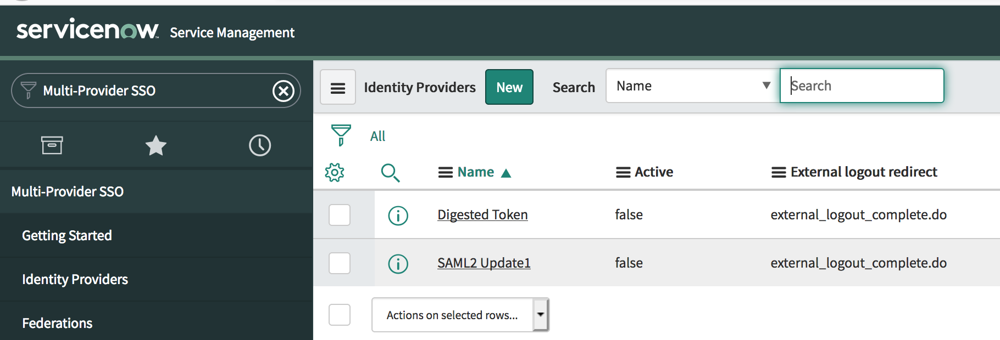 servicenow™ Service Management
Multi-Provider SSO
Identity Providers New Search Name Search
All
Name Active External logout redirect
Multi-Provider SSO
Digested Token false external_logout_complete.do
Getting Started
SAML2 Update1 false external_logout_complete.do
Identity Providers
Actions on selected rows...
Federations